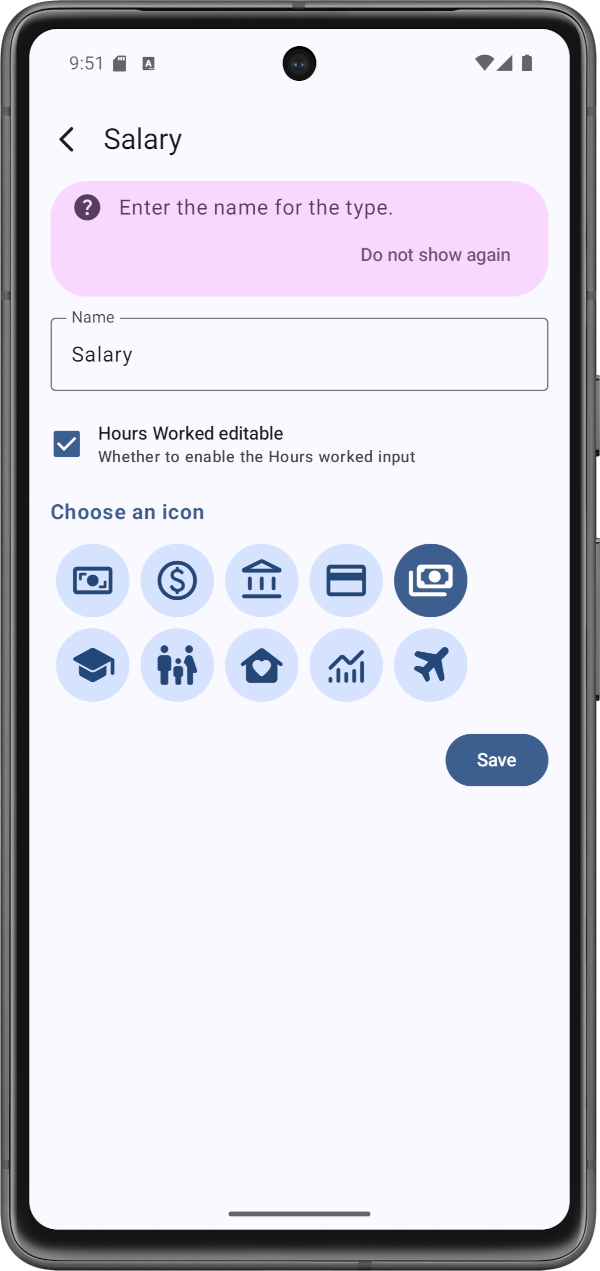 9:51
Salary
Enter the name for the type.
Do not show again
Name
Salary
Hours Worked editable
Whether to enable the Hours worked input
Choose an icon
Save